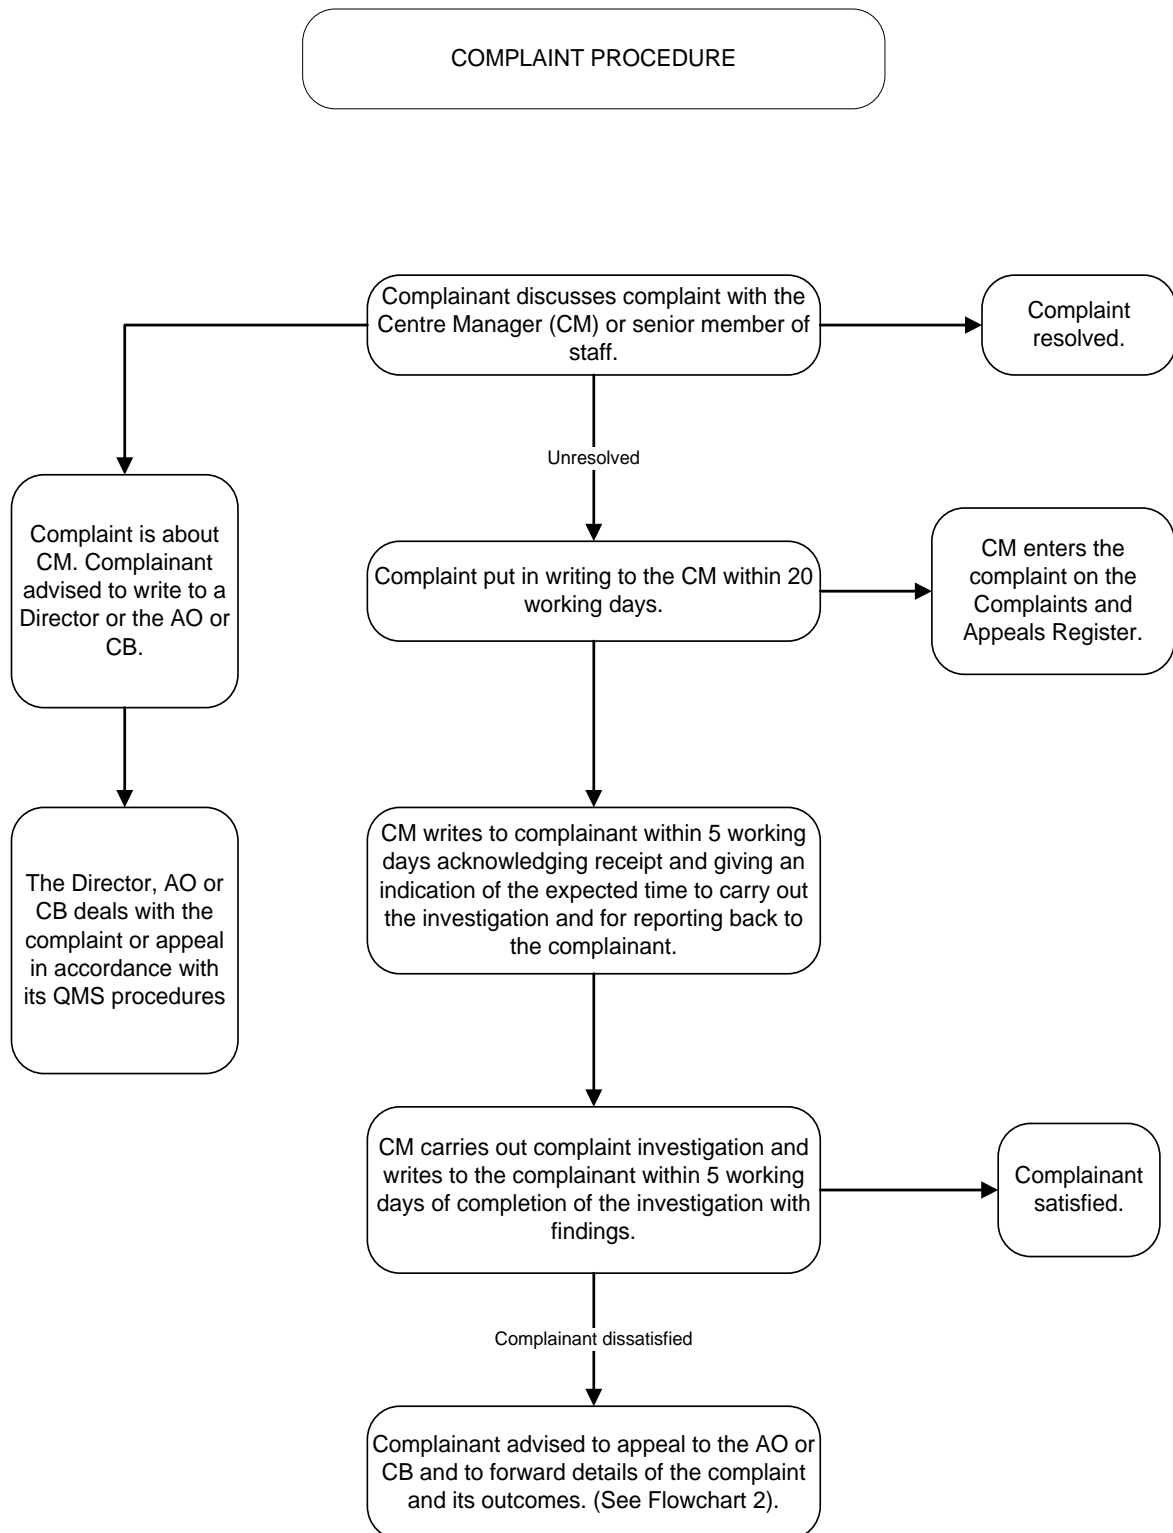 COMPLAINT PROCEDURE
Complainant discusses complaint with the
Centre Manager (CM) or senior member of
staff.
Complaint
resolved.
Unresolved
Complaint is about
CM. Complainant
advised to write to a
Director or the AO or
CB.
Complaint put in writing to the CM within 20
working days.
CM enters the
complaint on the
Complaints and
Appeals Register.
The Director, AO or
CB deals with the
complaint or appeal
in accordance with
its QMS procedures
CM writes to complainant within 5 working
days acknowledging receipt and giving an
indication of the expected time to carry out
the investigation and for reporting back to
the complainant.
CM carries out complaint investigation and
writes to the complainant within 5 working
days of completion of the investigation with
findings.
Complainant
satisfied.
Complainant dissatisfied
Complainant advised to appeal to the AO or
CB and to forward details of the complaint
and its outcomes. (See Flowchart 2).